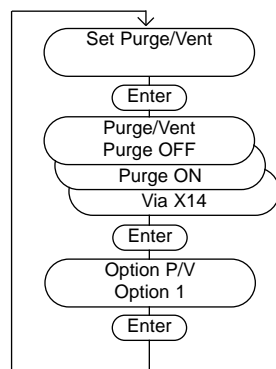 Set Purge/Vent
Enter
Purge/Vent
Purge OFF
Purge ON
Via X14
Enter
Option P/V
Option 1
Enter